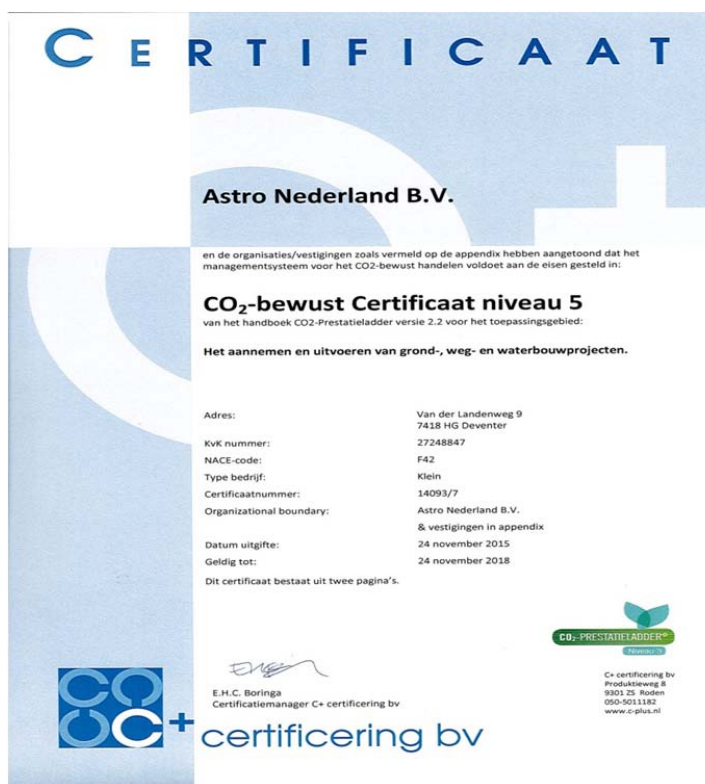 CERTIFICAAT
Astro Nederland B.V.
en de organisaties/vestigingen zoals vermeld op de appendix hebben aangetoond dat het
managementsysteem voor het CO2-bewust handelen voldoet aan de eisen gesteld in:
CO₂-bewust Certificaat niveau 5
van het handboek CO2-Prestatieladder versie 2.2 voor het toepassingsgebied:
Het aannemen en uitvoeren van grond-, weg- en waterbouwprojecten.
Adres: Van der Landenweg 9
7418 HG Deventer
KvK nummer: 27248847
NACE-code: F42
Type bedrijf: Klein
Certificaatnummer: 14093/7
Organizational boundary: Astro Nederland B.V.
& vestigingen in appendix
Datum uitgifte: 24 november 2015
Geldig tot: 24 november 2018
Dit certificaat bestaat uit twee pagina's.
CO₂-PRESTATIELADDER®
Niveau 5
E.H.C. Boringa
Certificatiemanager C+ certificering bv
C+ certificering bv
Produktieweg 8
9301 ZS Roden
050-5011182
www.c-plus.nl
C+ certificering bv